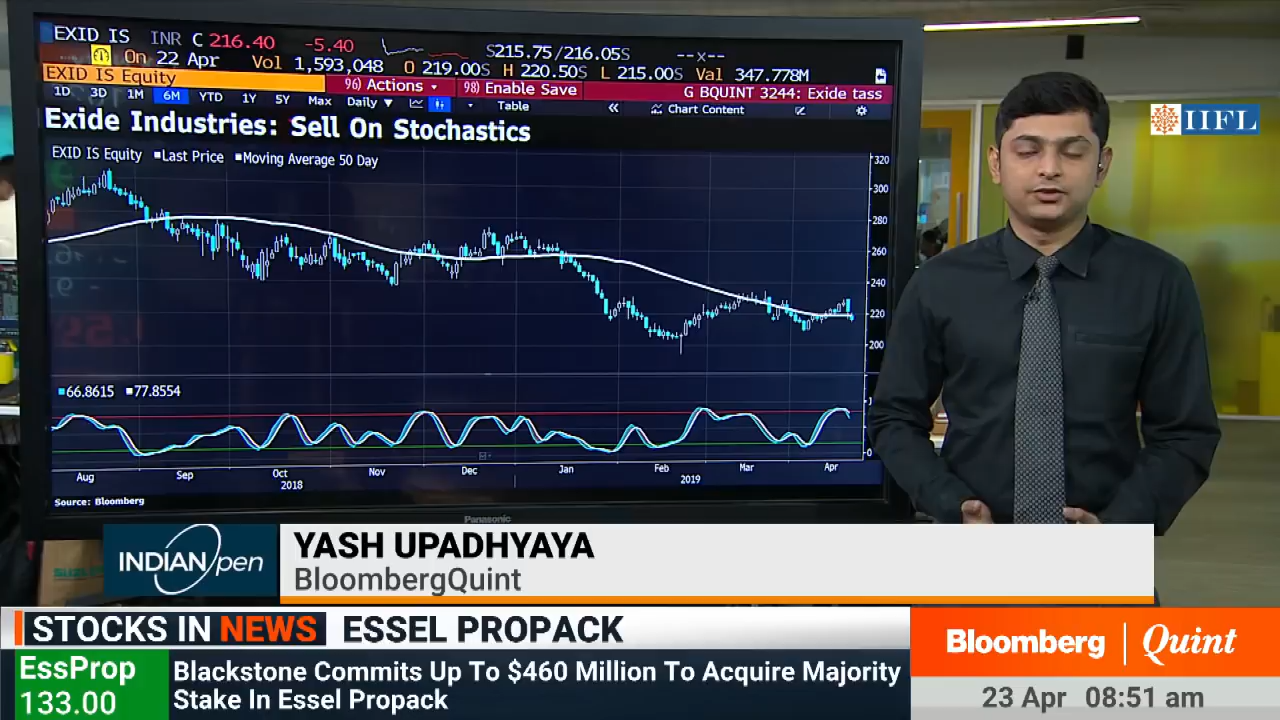 EXID IS INR C 216.40 -5.40 S215.75/216.05S --x--
On 22 Apr Vol 1,593,048 O 219.00S H 220.50S L 215.00S Val 347.778M
EXID IS Equity 96) Actions 98) Enable Save G BQUINT 3244: Exide tass
1D 3D 1M 6M YTD 1Y 5Y Max Daily ▼ Table « Chart Content
Exide Industries: Sell On Stochastics
EXID IS Equity Last Price Moving Average 50 Day
320
300
280
260
240
220
200
66.8615 77.8554
1
0
Aug Sep Oct Nov Dec Jan Feb Mar Apr
2018 2019
Source: Bloomberg
Panasonic
IIFL
INDIAN Open
YASH UPADHYAYA
BloombergQuint
STOCKS IN NEWS ESSEL PROPACK
EssProp
133.00
Blackstone Commits Up To $460 Million To Acquire Majority
Stake In Essel Propack
Bloomberg | Quint
23 Apr 08:51 am